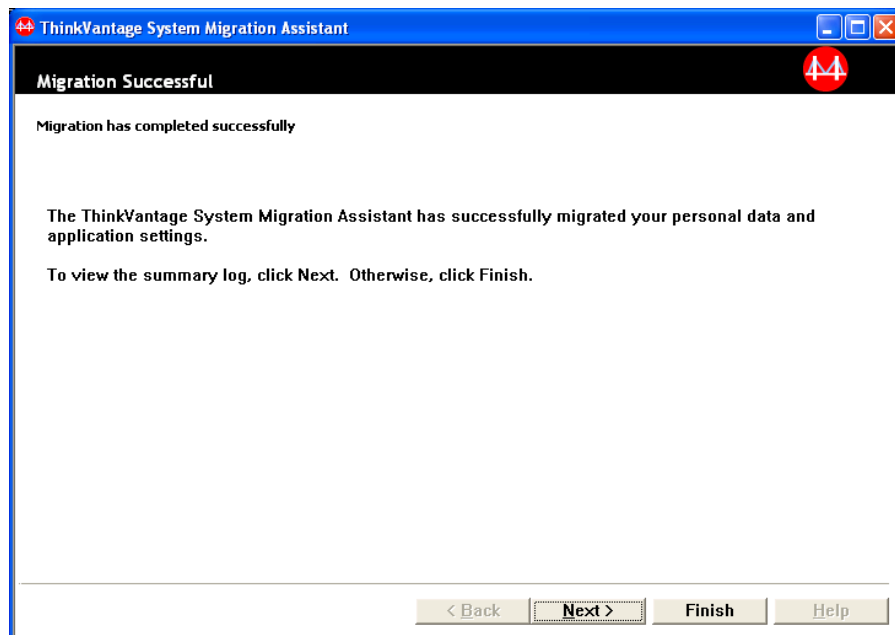 ThinkVantage System Migration Assistant
Migration Successful
Migration has completed successfully
The ThinkVantage System Migration Assistant has successfully migrated your personal data and
application settings.
To view the summary log, click Next.  Otherwise, click Finish.
< Back
Next >
Finish
Help